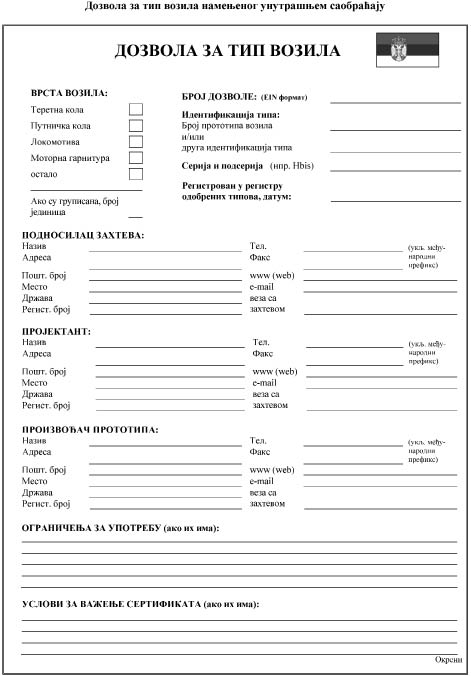 Дозвола за тип возила намењеног унутрашњем саобраћају
ДОЗВОЛА ЗА ТИП ВОЗИЛА
ВРСТА ВОЗИЛА:
Теретна кола
Путничка кола
Локомотива
Моторна гарнитура
остало
Ако су груписана, број
јединица
БРОЈ ДОЗВОЛЕ: (EIN формат)
Идентификација типа:
Број прототипа возила
и/или
друга идентификација типа
Серија и подсерија (нпр. Hbis)
Регистрован у регистру
одобрених типова, датум:
ПОДНОСИЛАЦ ЗАХТЕВА:
Назив Тел. (укљ. међу-
Адреса Факс народни
префикс)
Пошт. број www (web)
Место e-mail
Држава веза са
Регист. број захтевом
ПРОЈЕКТАНТ:
Назив Тел. (укљ. међу-
Адреса Факс народни
префикс)
Пошт. број www (web)
Место e-mail
Држава веза са
Регист. број захтевом
ПРОИЗВОЂАЧ ПРОТОТИПА:
Назив Тел. (укљ. међу-
Адреса Факс народни
префикс)
Пошт. број www (web)
Место e-mail
Држава веза са
Регист. број захтевом
ОГРАНИЧЕЊА ЗА УПОТРЕБУ (ако их има):
УСЛОВИ ЗА ВАЖЕЊЕ СЕРТИФИКАТА (ако их има):
Окрени